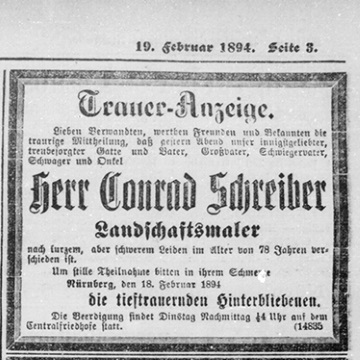 19. Februar 1894. Seite 3.
Trauer-Anzeige.
Lieben Verwandten, werthen Freunden und Bekannten die
traurige Mittheilung, daß gestern Abend unser innigstgeliebter,
treubesorgter Gatte und Vater, Großvater, Schwiegervater,
Schwager und Onkel
Herr Conrad Schreiber
Landschaftsmaler
nach kurzem, aber schwerem Leiden im Alter von 78 Jahren ver-
schieden ist.
Um stille Theilnahme bitten in ihrem Schmerze
Nürnberg, den 18. Februar 1894
die tieftrauernden Hinterbliebenen.
Die Beerdigung findet Dinstag Nachmittag ¼4 Uhr auf dem
Centralfriedhofe statt. (14835